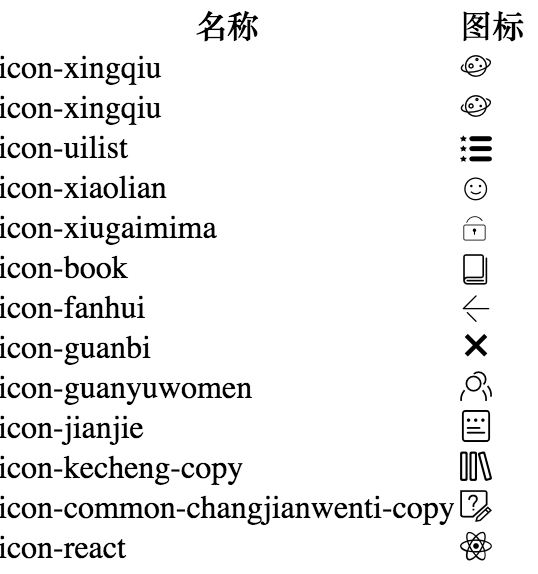 名称 图标
icon-xingqiu
icon-xingqiu
icon-uilist
icon-xiaolian
icon-xiugaimima
icon-book
icon-fanhui
icon-guanbi
icon-guanyuwomen
icon-jianjie
icon-kecheng-copy
icon-common-changjianwenti-copy
icon-react